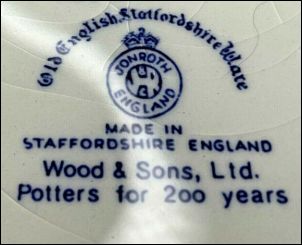 Old English Staffordshire Ware
JONROTH
ENGLAND
MADE IN
STAFFORDSHIRE ENGLAND
Wood & Sons, Ltd.
Potters for 200 years